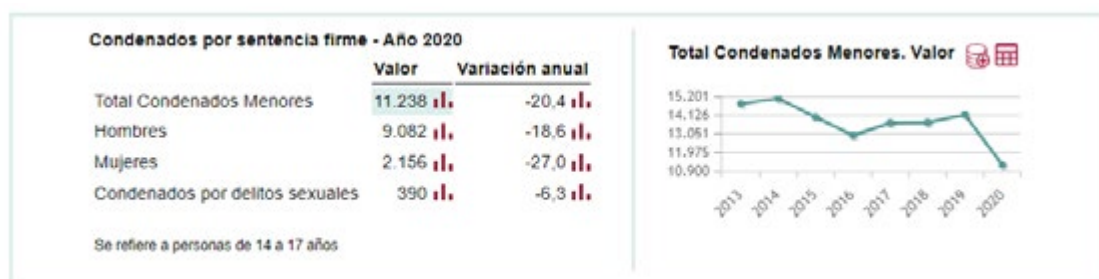 Condenados por sentencia firme - Año 2020
Valor Variación anual
Total Condenados Menores 11.238 -20,4
Hombres 9.082 -18,6
Mujeres 2.156 -27,0
Condenados por delitos sexuales 390 -6,3
Se refiere a personas de 14 a 17 años
Total Condenados Menores. Valor
15.201
14.126
13.051
11.975
10.900
2013 2014 2015 2016 2017 2018 2019 2020